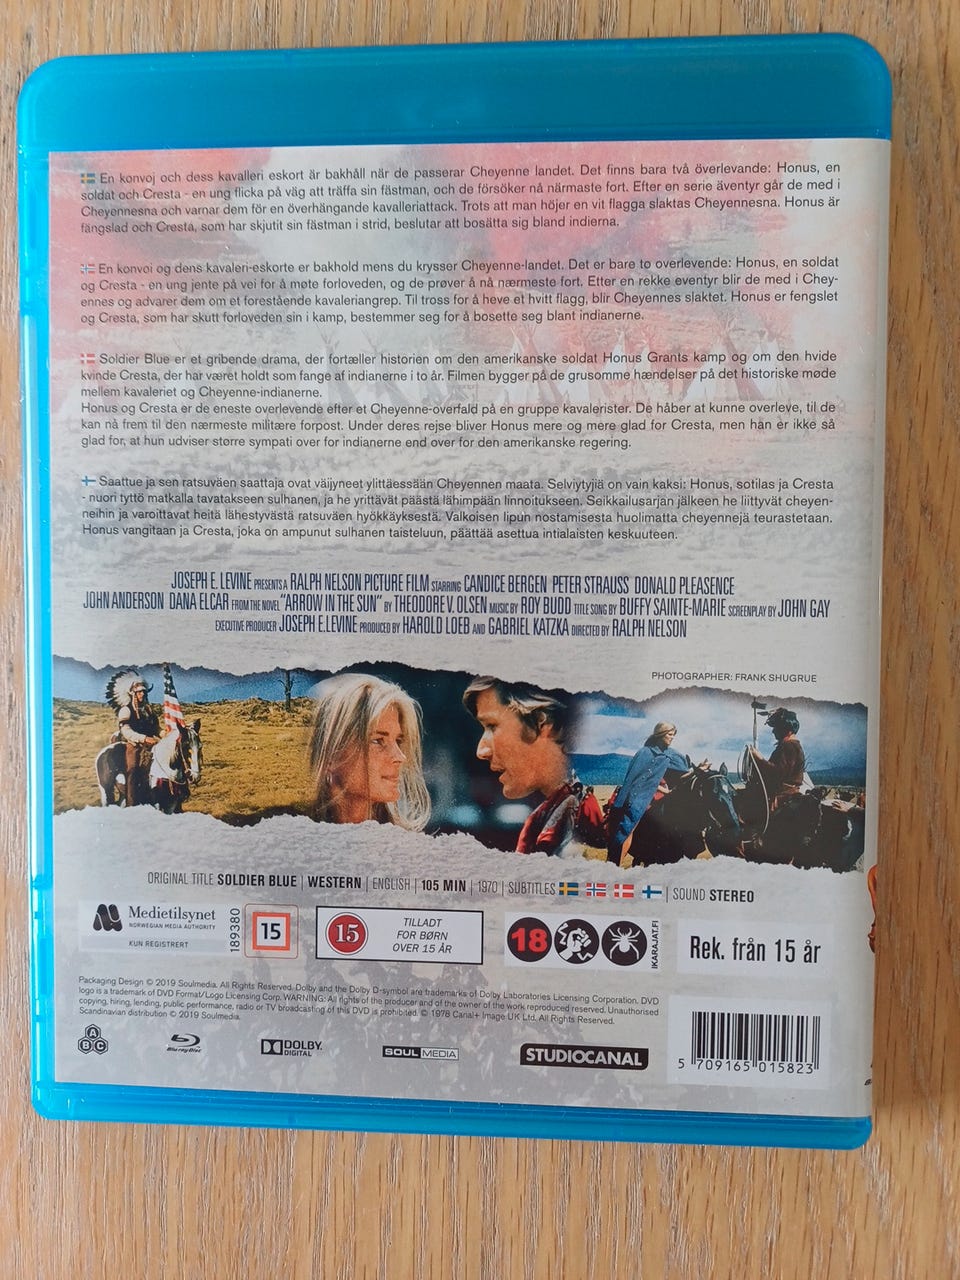 En konvoj och dess kavalleri eskort är bakhåll när de passerar Cheyenne landet. Det finns bara två överlevande: Honus, en
soldat och Cresta - en ung flicka på väg att träffa sin fästman, och de försöker nå närmaste fort. Efter en serie äventyr går de med i
Cheyennesna och varnar dem för en överhängande kavalleriattack. Trots att man höjer en vit flagga slaktas Cheyennesna. Honus är
fängslad och Cresta, som har skjutit sin fästman i strid, beslutar att bosätta sig bland indierna.
En konvoi og dens kavaleri-eskorte er bakhold mens du krysser Cheyenne-landet. Det er bare to overlevende: Honus, en soldat
og Cresta - en ung jente på vei for å møte forloveden, og de prøver å nå nærmeste fort. Efter en rekke eventyr blir de med i Chey-
ennes og advarer dem om et forestående kavaleriangrep. Til tross for å heve et hvitt flagg, blir Cheyennes slaktet. Honus er fengslet
og Cresta, som har skutt forloveden sin i kamp, bestemmer seg for å bosette seg blant indianerne.
Soldier Blue er et gribende drama, der fortæller historien om den amerikanske soldat Honus Grants kamp og om den hvide
kvinde Cresta, der har været holdt som fange af indianerne i to år. Filmen bygger på de grusomme hændelser på det historiske møde
mellem kavaleriet og Cheyenne-indianerne.
Honus og Cresta er de eneste overlevende efter et Cheyenne-overfald på en gruppe kavalerister. De håber at kunne overleve, til de
kan nå frem til den nærmeste militære forpost. Under deres rejse bliver Honus mere og mere glad for Cresta, men han er ikke så
glad for, at hun udviser større sympati over for indianerne end over for den amerikanske regering.
Saattue ja sen ratsuväen saattaja ovat väijyneet ylittäessään Cheyennen maata. Selviytyjiä on vain kaksi: Honus, sotilas ja Cresta
- nuori tyttö matkalla tavatakseen sulhanen, ja he yrittävät päästä lähimpään linnoitukseen. Seikkailusarjan jälkeen he liittyvät cheyen-
neihin ja varoittavat heitä lähestyvästä ratsuväen hyökkäyksestä. Valkoisen lipun nostamisesta huolimatta cheyennejä teurastetaan.
Honus vangitaan ja Cresta, joka on ampunut sulhanen taisteluun, päättää asettua intialaisten keskuuteen.
JOSEPH E. LEVINE PRESENTS A RALPH NELSON PICTURE FILM STARRING CANDICE BERGEN PETER STRAUSS DONALD PLEASENCE
JOHN ANDERSON DANA ELCAR FROM THE NOVEL "ARROW IN THE SUN" BY THEODORE V. OLSEN MUSIC BY ROY BUDD TITLE SONG BY BUFFY SAINTE-MARIE SCREENPLAY BY JOHN GAY
EXECUTIVE PRODUCER JOSEPH E.LEVINE PRODUCED BY HAROLD LOEB AND GABRIEL KATZKA DIRECTED BY RALPH NELSON
PHOTOGRAPHER: FRANK SHUGRUE
ORIGINAL TITLE SOLDIER BLUE | WESTERN | ENGLISH | 105 MIN | 1970 | SUBTITLES | SOUND STEREO
Medietilsynet
NORWEGIAN MEDIA AUTHORITY
KUN REGISTRERT
189380
15
15
TILLADT
FOR BØRN
OVER 15 ÅR
18
IKARAJAT.FI
Rek. från 15 år
Packaging Design © 2019 Soulmedia. All Rights Reserved. Dolby and the Dolby D-symbol are trademarks of Dolby Laboratories Licensing Corporation. DVD
logo is a trademark of DVD Format/Logo Licensing Corp. WARNING: All rights of the producer and of the owner of the work reproduced reserved. Unauthorised
copying, hiring, lending, public performance, radio or TV broadcasting of this DVD is prohibited. © 1978 Canal+ Image UK Ltd. All Rights Reserved.
Scandinavian distribution © 2019 Soulmedia.
A B C
Blu-ray Disc
DOLBY
DIGITAL
SOUL MEDIA
STUDIOCANAL
5 709165 015823